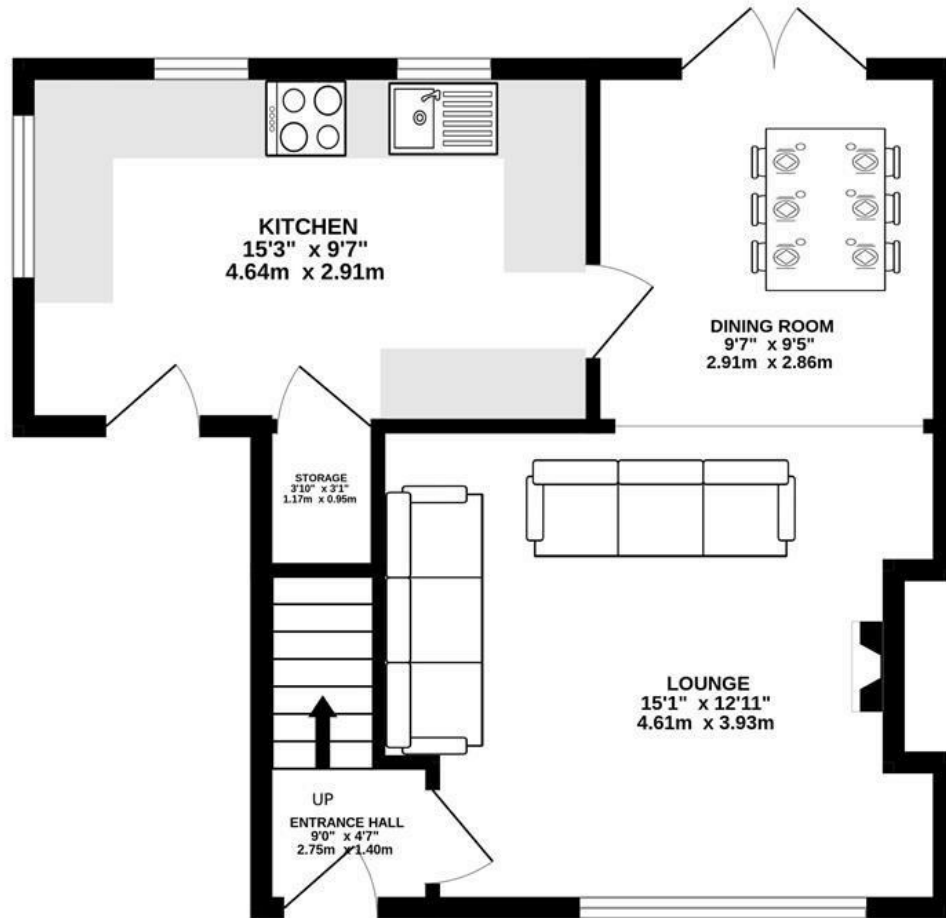 KITCHEN
15'3" x 9'7"
4.64m x 2.91m
DINING ROOM
9'7" x 9'5"
2.91m x 2.86m
STORAGE
3'10" x 3'1"
1.17m x 0.95m
LOUNGE
15'1" x 12'11"
4.61m x 3.93m
UP
ENTRANCE HALL
9'0" x 4'7"
2.75m x 1.40m